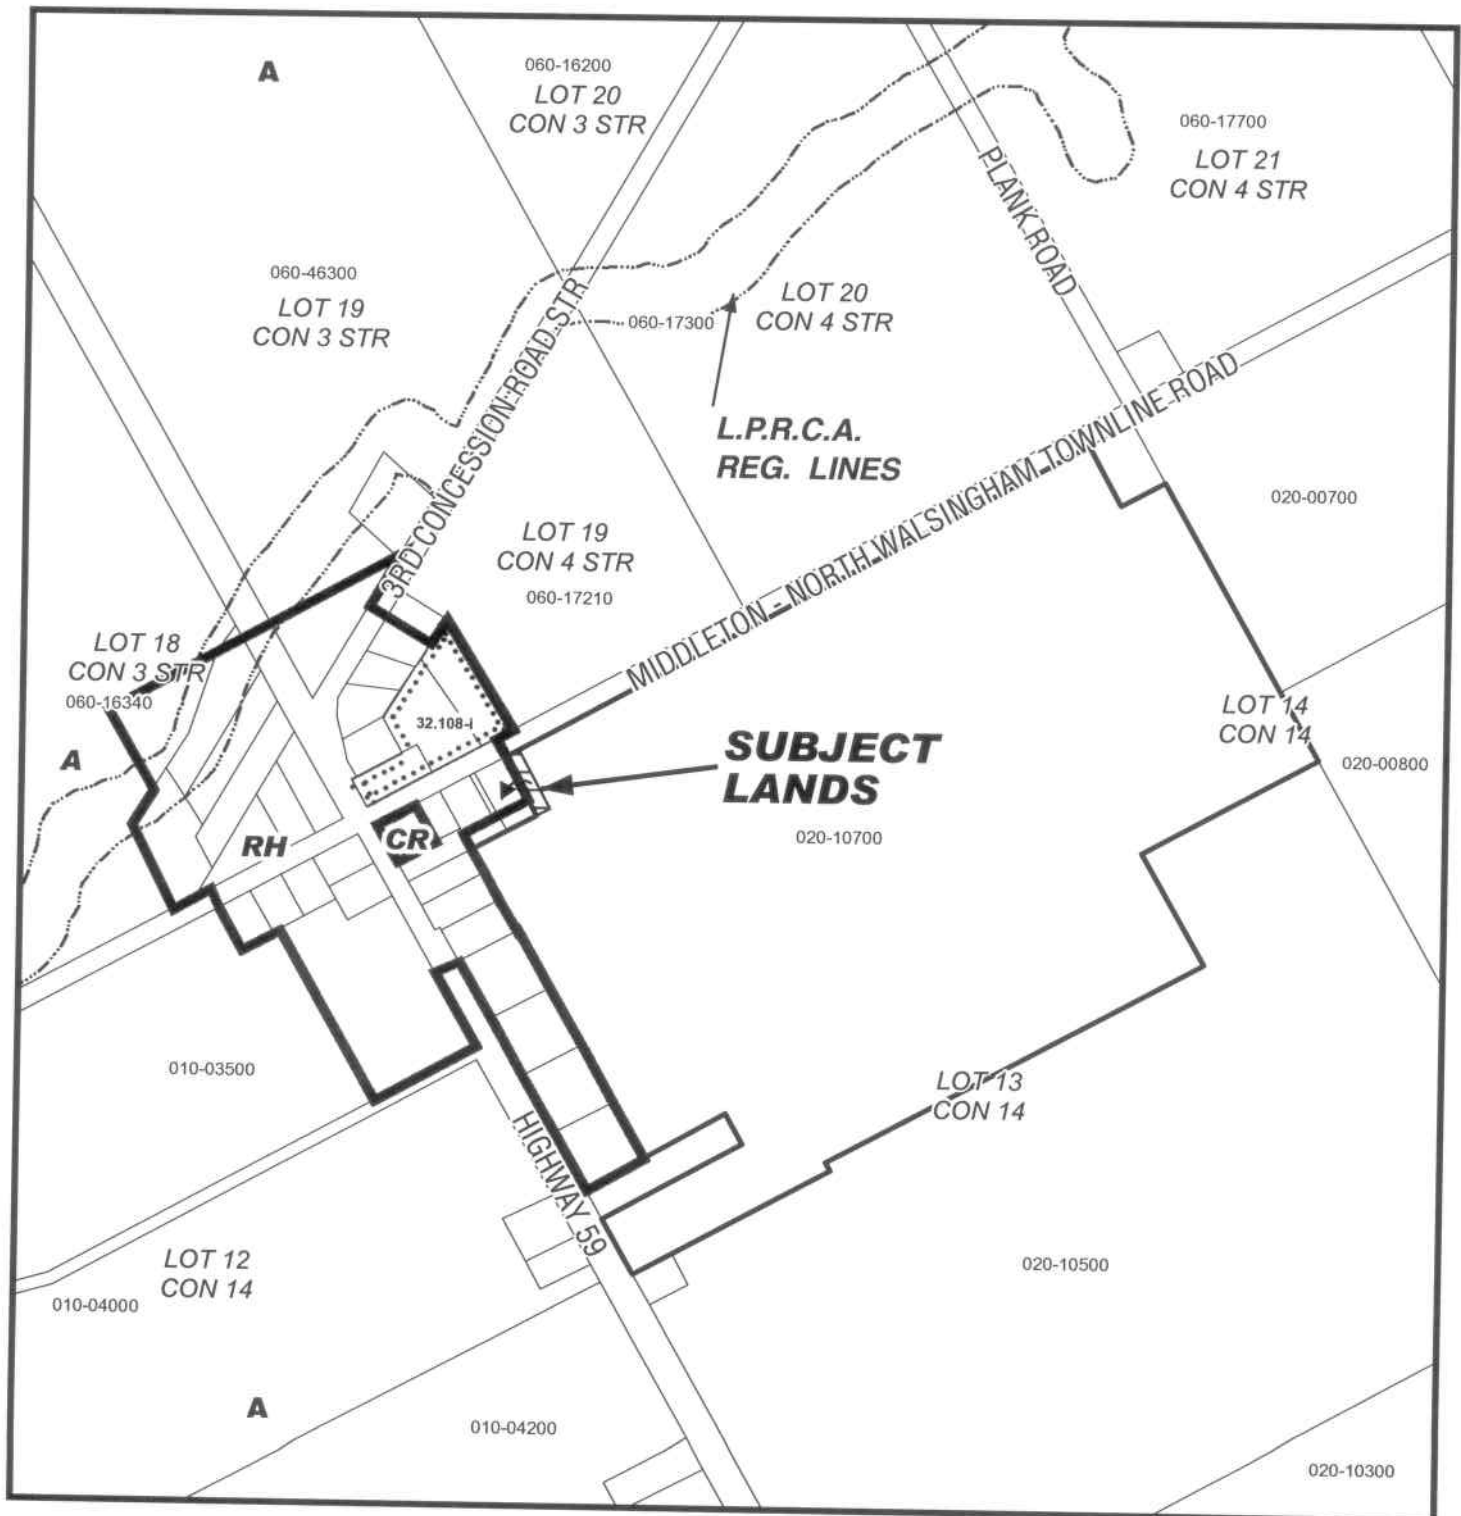 A
060-16200
LOT 20
CON 3 STR
060-17700
LOT 21
CON 4 STR
PLANK ROAD
060-46300
LOT 19
CON 3 STR
LOT 20
CON 4 STR
060-17300
3RD CONCESSION ROAD STR
L.P.R.C.A.
REG. LINES
MIDDLETON - NORTH WALSINGHAM TOWNLINE ROAD
020-00700
LOT 19
CON 4 STR
060-17210
LOT 18
CON 3 STR
060-16340
32.108-i
LOT 14
CON 14
A
SUBJECT
LANDS
020-00800
020-10700
RH
CR
010-03500
LOT 13
CON 14
HIGHWAY 59
LOT 12
CON 14
020-10500
010-04000
A
010-04200
020-10300